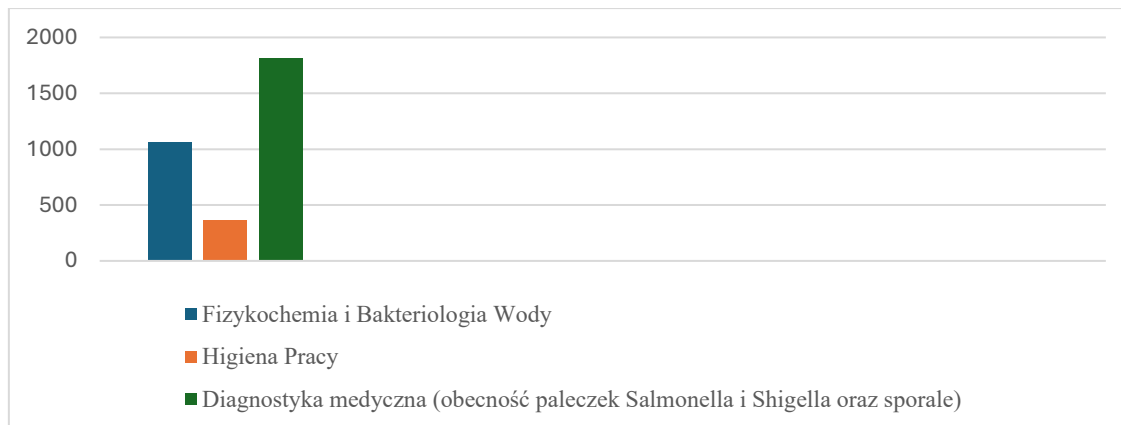 2000
1500
1000
500
0
Fizykochemia i Bakteriologia Wody
Higiena Pracy
Diagnostyka medyczna (obecność paleczek Salmonella i Shigella oraz sporale)